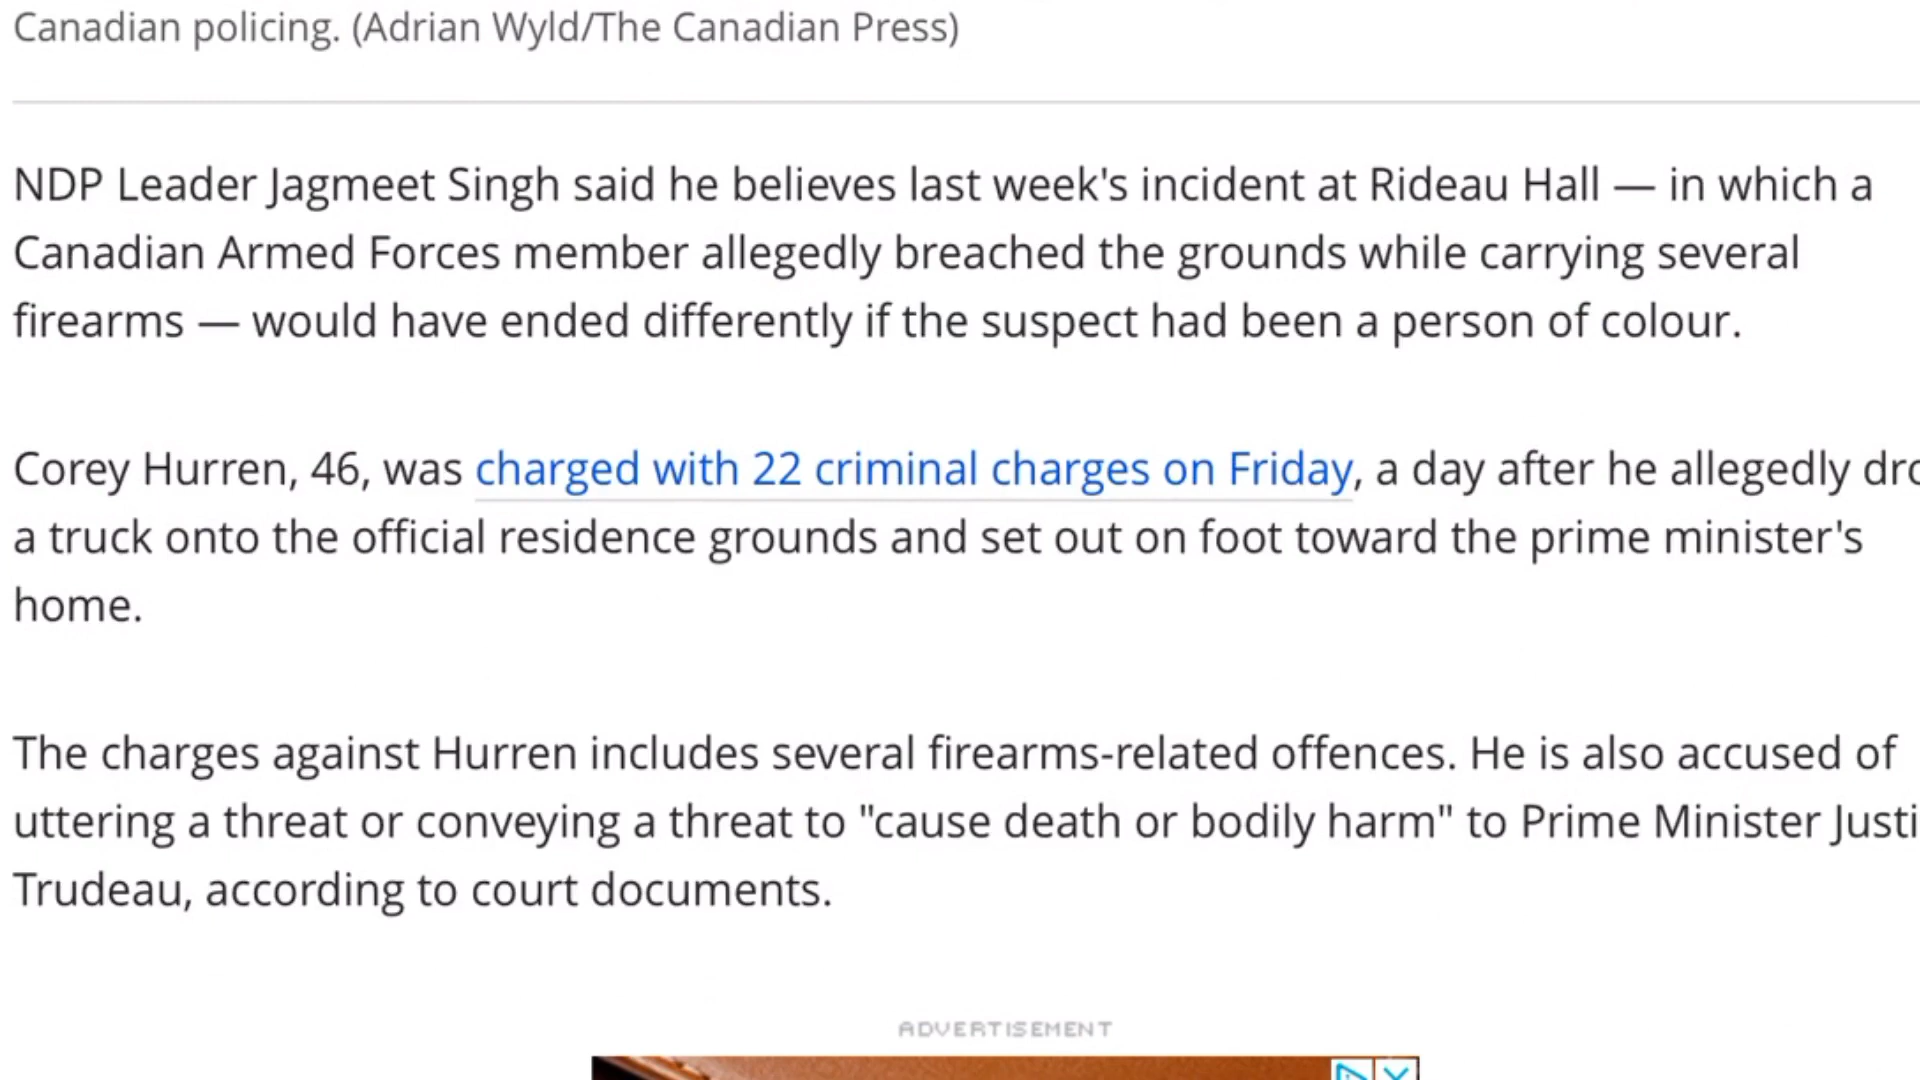 Canadian policing. (Adrian Wyld/The Canadian Press)
NDP Leader Jagmeet Singh said he believes last week's incident at Rideau Hall — in which a
Canadian Armed Forces member allegedly breached the grounds while carrying several
firearms — would have ended differently if the suspect had been a person of colour.
Corey Hurren, 46, was charged with 22 criminal charges on Friday, a day after he allegedly
a truck onto the official residence grounds and set out on foot toward the prime minister's
home.
The charges against Hurren includes several firearms-related offences. He is also accused of
uttering a threat or conveying a threat to "cause death or bodily harm" to Prime Minister
Trudeau, according to court documents.
ADVERTISEMENT